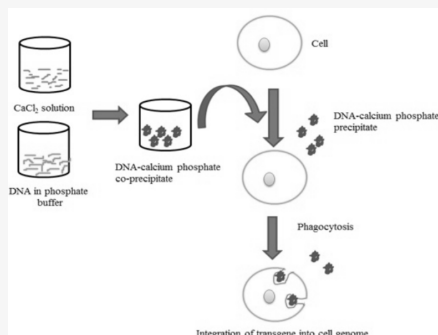 Cell
CaCl₂ solution
DNA in phosphate
buffer
DNA-calcium phosphate
co-precipitate
DNA-calcium phosphate
precipitate
Phagocytosis
Integration of transgene into cell genome